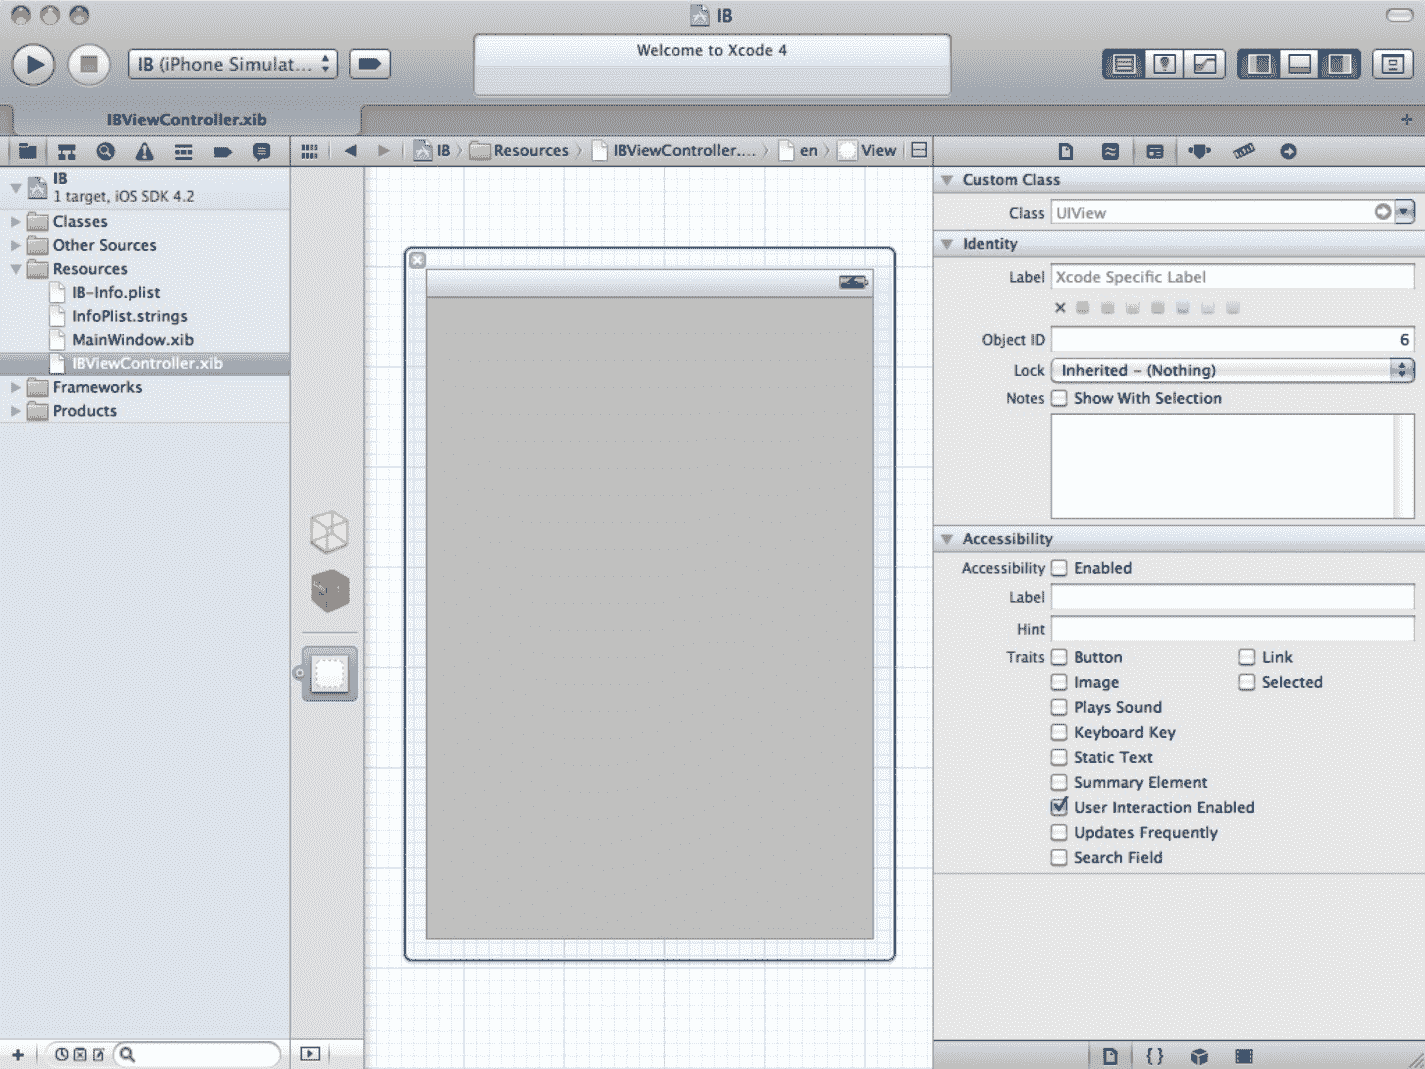 IB
IB (iPhone Simulat...
Welcome to Xcode 4
IBViewController.xib
IB
Resources
IBViewController....
en
View
IB
1 target, iOS SDK 4.2
Classes
Other Sources
Resources
IB-Info.plist
InfoPlist.strings
MainWindow.xib
IBViewController.xib
Frameworks
Products
Custom Class
Class UIView
Identity
Label Xcode Specific Label
Object ID 6
Lock Inherited - (Nothing)
Notes Show With Selection
Accessibility
Accessibility Enabled
Label
Hint
Traits Button Link
Image Selected
Plays Sound
Keyboard Key
Static Text
Summary Element
User Interaction Enabled
Updates Frequently
Search Field